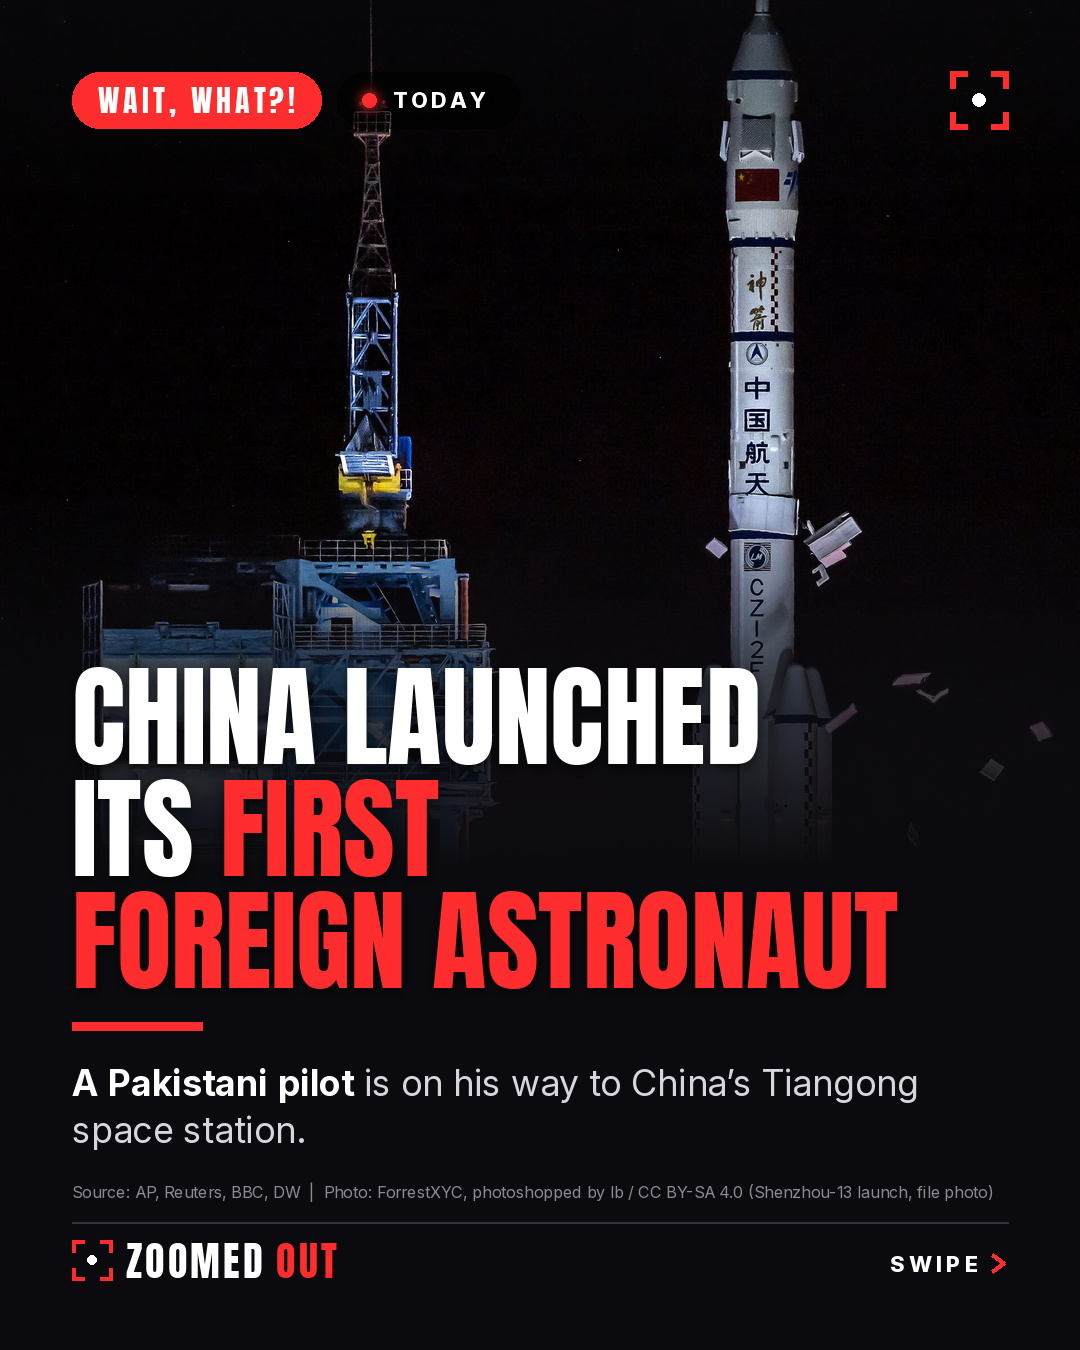 WAIT, WHAT?!
TODAY
神
箭
中
国
航
天
CZ-2F
CHINA LAUNCHED
ITS FIRST
FOREIGN ASTRONAUT
A Pakistani pilot is on his way to China’s Tiangong
space station.
Source: AP, Reuters, BBC, DW | Photo: ForrestXYC, photoshopped by lb / CC BY-SA 4.0 (Shenzhou-13 launch, file photo)
ZOOMED OUT
SWIPE